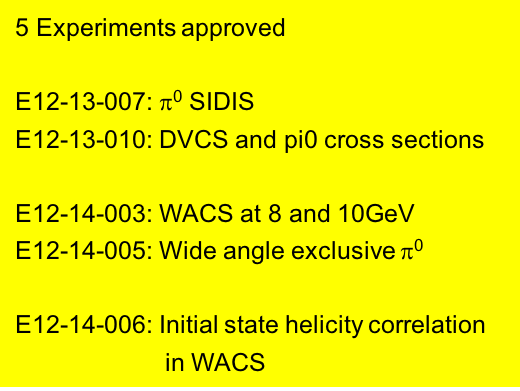 5 Experiments approved
E12-13-007: π⁰ SIDIS
E12-13-010: DVCS and pi0 cross sections
E12-14-003: WACS at 8 and 10GeV
E12-14-005: Wide angle exclusive π⁰
E12-14-006: Initial state helicity correlation
in WACS